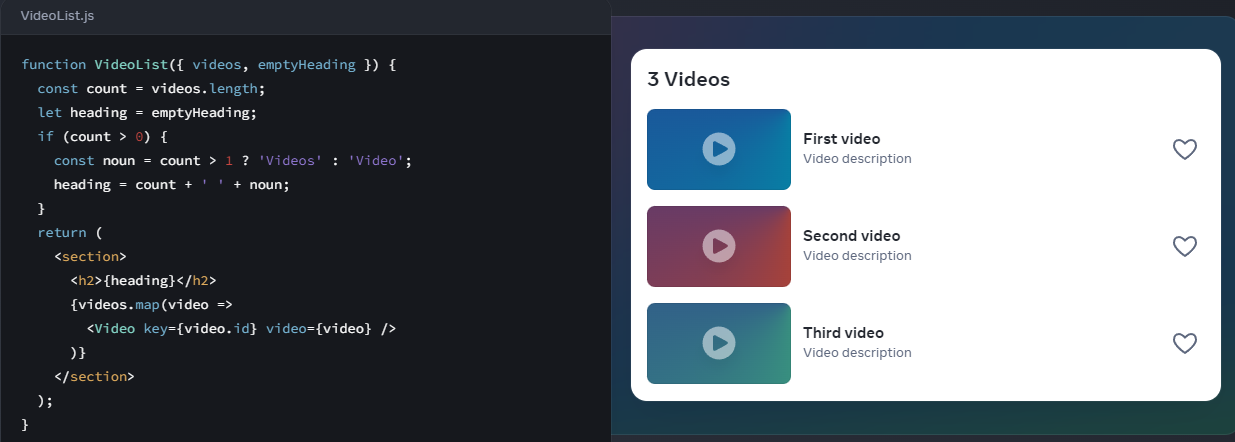 VideoList.js
function VideoList({ videos, emptyHeading }) {
  const count = videos.length;
  let heading = emptyHeading;
  if (count > 0) {
    const noun = count > 1 ? 'Videos' : 'Video';
    heading = count + ' ' + noun;
  }
  return (
    <section>
      <h2>{heading}</h2>
      {videos.map(video =>
        <Video key={video.id} video={video} />
      )}
    </section>
  );
}
3 Videos
First video
Video description
Second video
Video description
Third video
Video description